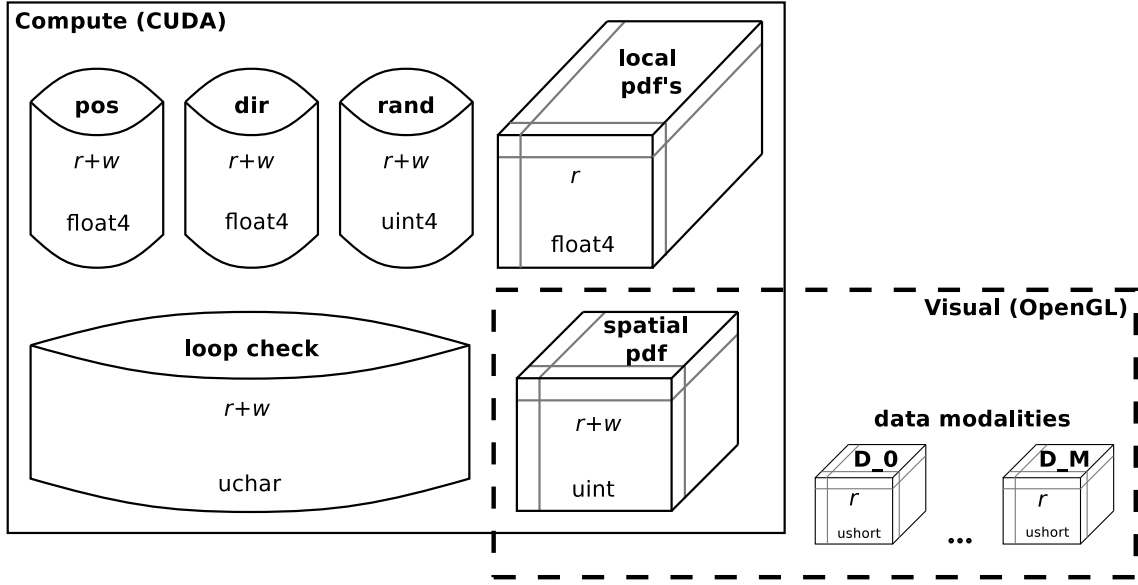 Compute (CUDA)
pos
r+w
float4
dir
r+w
float4
rand
r+w
uint4
local
pdf's
r
float4
loop check
r+w
uchar
spatial
pdf
r+w
uint
Visual (OpenGL)
data modalities
D_0
r
ushort
...
D_M
r
ushort